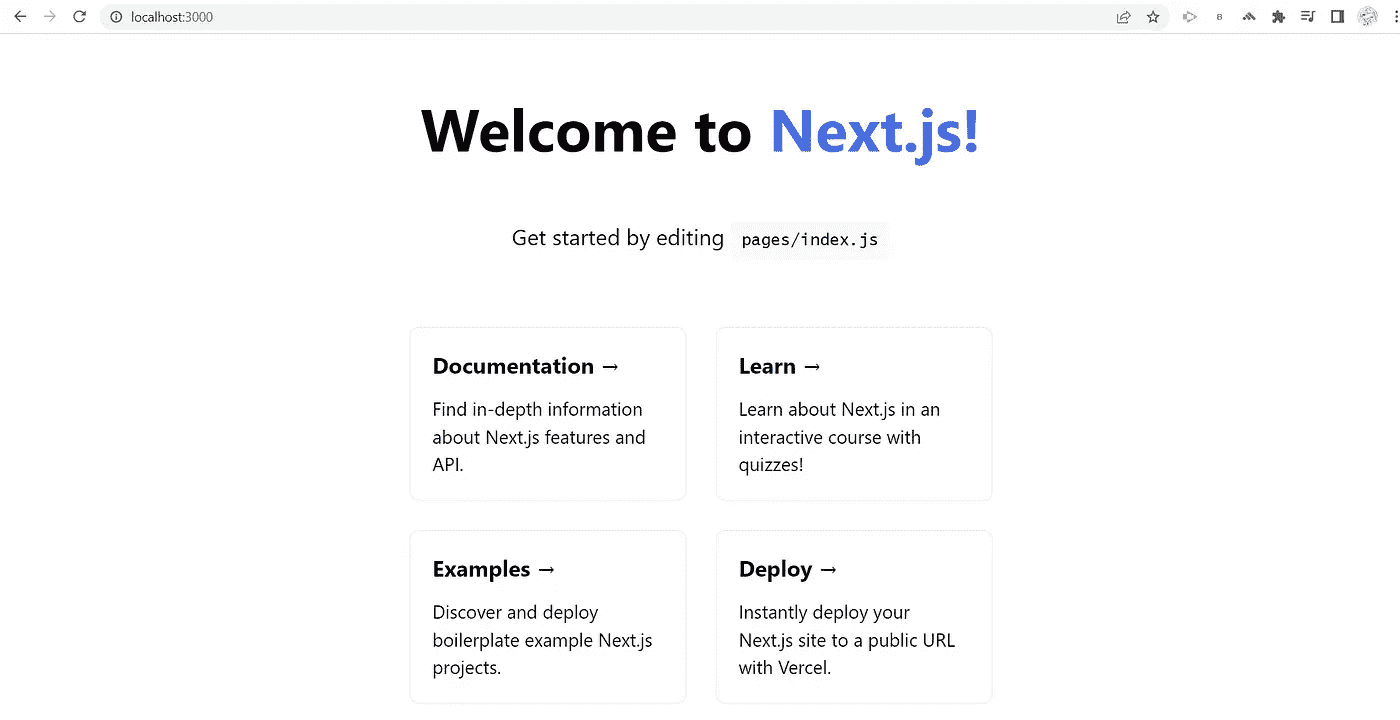 localhost:3000
Welcome to Next.js!
Get started by editing pages/index.js
Documentation →
Find in-depth information
about Next.js features and
API.
Learn →
Learn about Next.js in an
interactive course with
quizzes!
Examples →
Discover and deploy
boilerplate example Next.js
projects.
Deploy →
Instantly deploy your
Next.js site to a public URL
with Vercel.